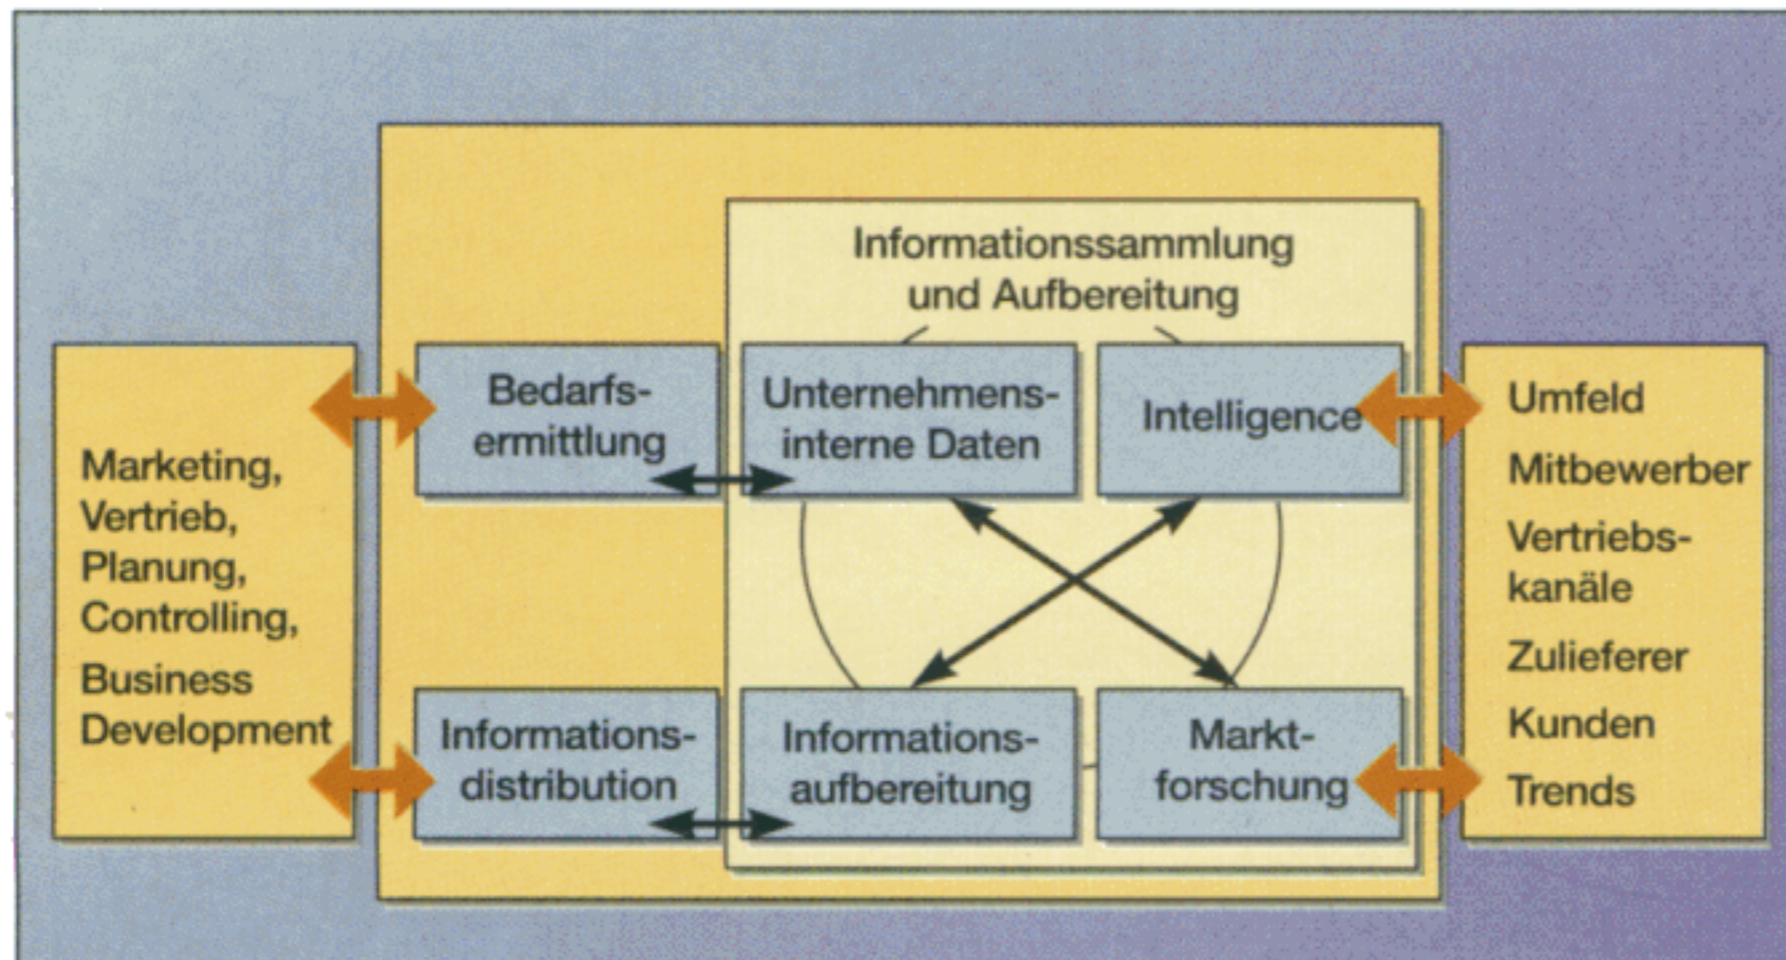 Informationssammlung
und Aufbereitung
Marketing,
Vertrieb,
Planung,
Controlling,
Business
Development
Bedarfs-
ermittlung
Unternehmens-
interne Daten
Intelligence
Informations-
distribution
Informations-
aufbereitung
Markt-
forschung
Umfeld
Mitbewerber
Vertriebs-
kanäle
Zulieferer
Kunden
Trends